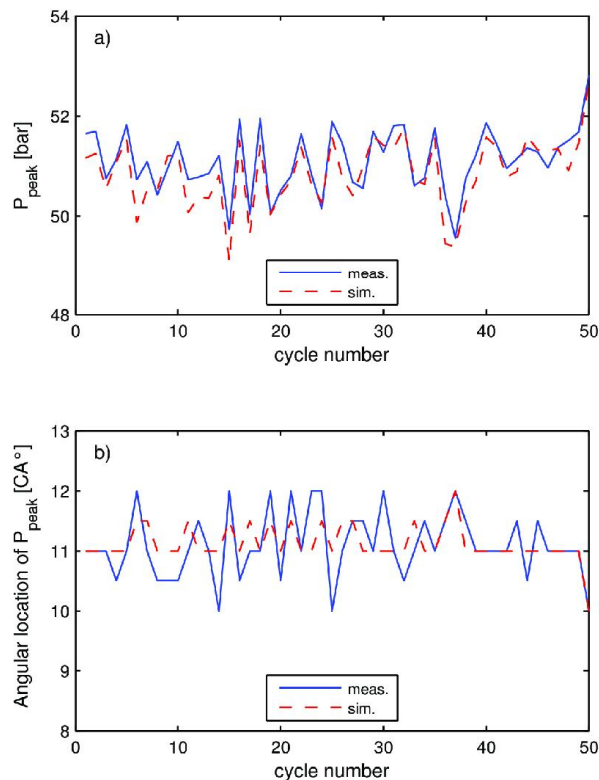 a)
54
52
50
48
P_peak [bar]
meas.
sim.
0 10 20 30 40 50
cycle number
b)
13
12
11
10
9
8
Angular location of P_peak [CA°]
meas.
sim.
0 10 20 30 40 50
cycle number